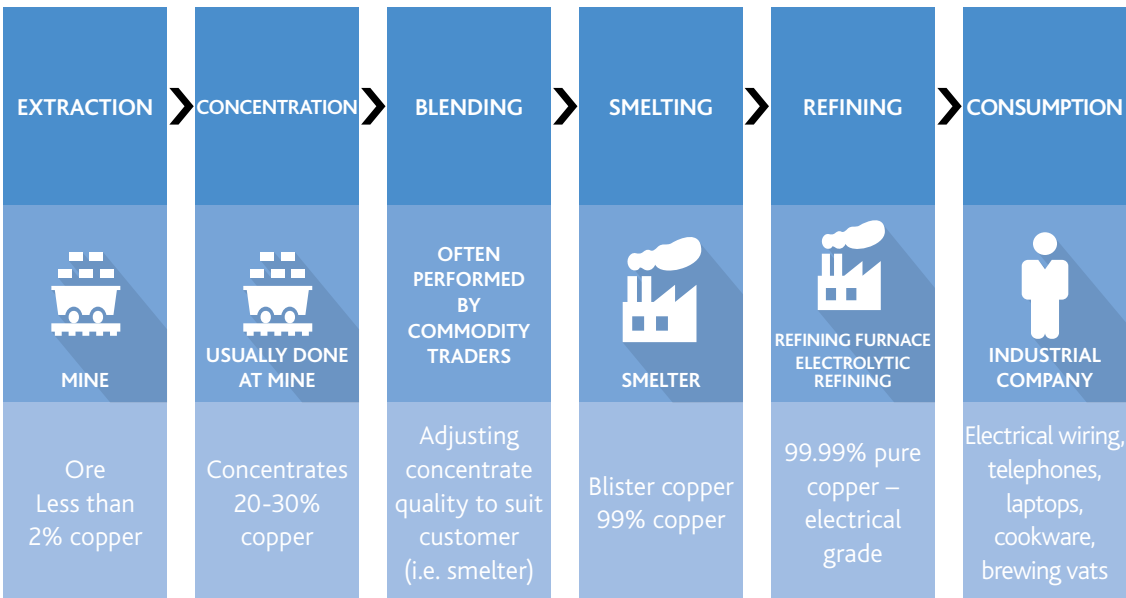 EXTRACTION
CONCENTRATION
BLENDING
SMELTING
REFINING
CONSUMPTION
MINE
USUALLY DONE
AT MINE
OFTEN
PERFORMED
BY
COMMODITY
TRADERS
SMELTER
REFINING FURNACE
ELECTROLYTIC
REFINING
INDUSTRIAL
COMPANY
Ore
Less than
2% copper
Concentrates
20-30%
copper
Adjusting
concentrate
quality to suit
customer
(i.e. smelter)
Blister copper
99% copper
99.99% pure
copper –
electrical
grade
Electrical wiring,
telephones,
laptops,
cookware,
brewing vats